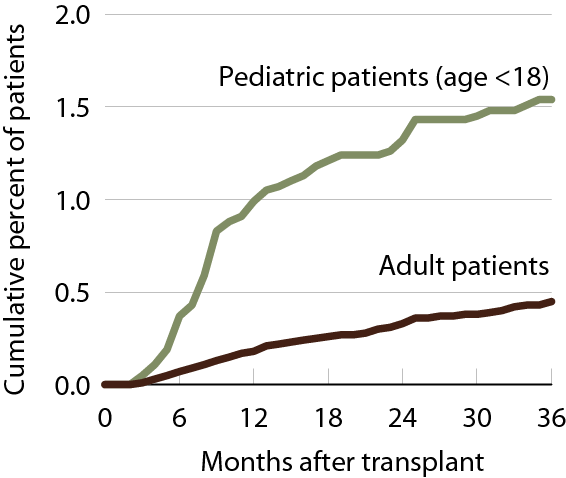 Cumulative percent of patients
2.0
1.5
1.0
0.5
0.0
Pediatric patients (age <18)
Adult patients
0 6 12 18 24 30 36
Months after transplant